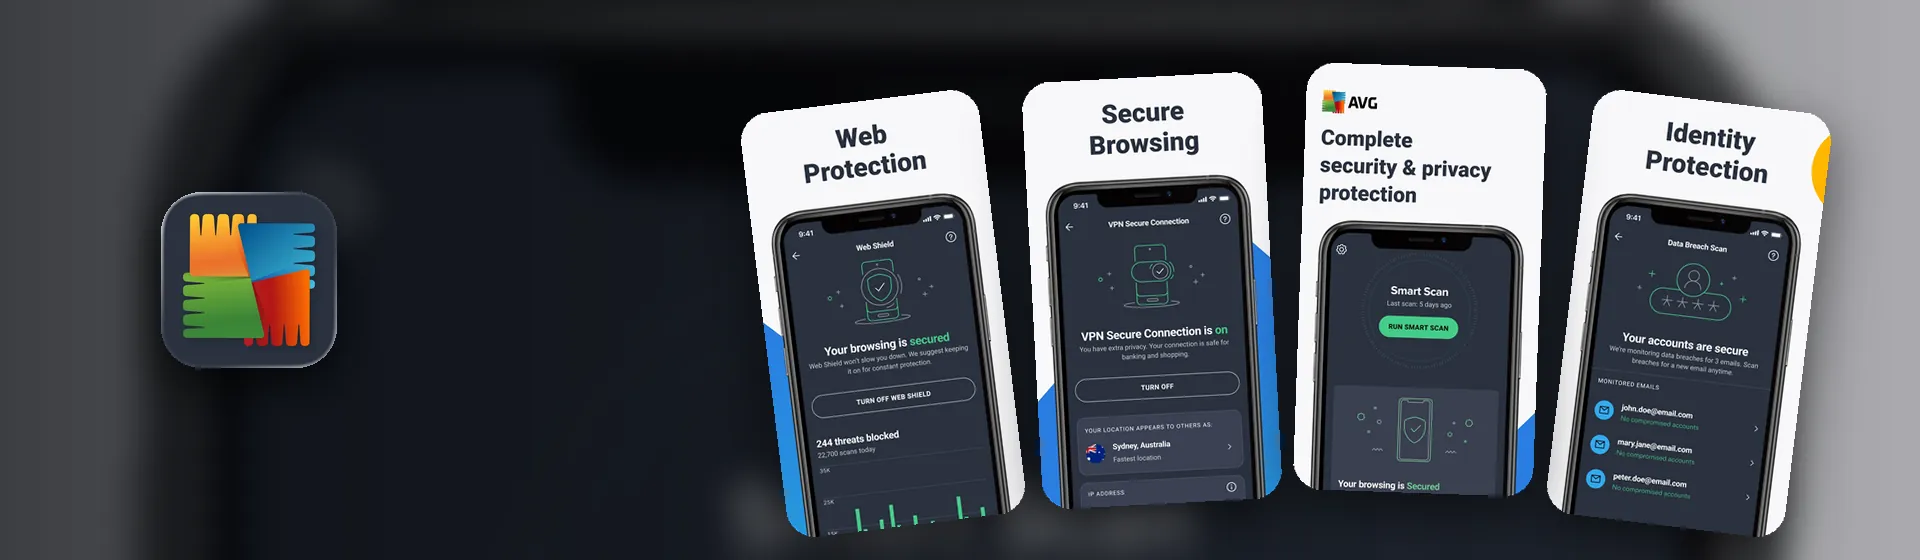 Web
Protection
9:41
Web Shield
Your browsing is secured
Web Shield won't slow you down. We suggest keeping
it on for constant protection.
TURN OFF WEB SHIELD
244 threats blocked
22,700 scans today
35K
25K
15K
Secure
Browsing
9:41
VPN Secure Connection
VPN Secure Connection is on
You have extra privacy. Your connection is safe for
banking and shopping.
TURN OFF
YOUR LOCATION APPEARS TO OTHERS AS:
Sydney, Australia
Fastest location
IP ADDRESS
AVG
Complete
security & privacy
protection
Smart Scan
Last scan: 5 days ago
RUN SMART SCAN
Your browsing is Secured
Identity
Protection
9:41
Data Breach Scan
****
Your accounts are secure
We're monitoring data breaches for 3 emails. Scan
breaches for a new email anytime.
MONITORED EMAILS
john.doe@email.com
No compromised accounts
mary.jane@email.com
No compromised accounts
peter.doe@email.com
No compromised accounts